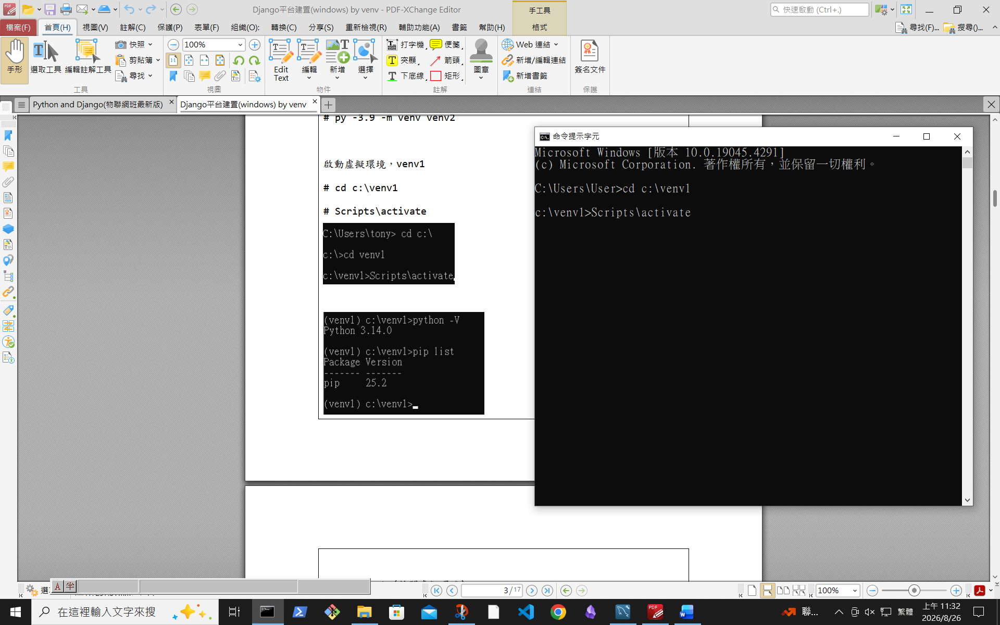 Django平台建置(windows) by venv - PDF-XChange Editor
手工具
快速啟動 (Ctrl+.)
檔案(F)
首頁(H)
視圖(V)
註解(C)
保護(P)
表單(F)
組織(O):
轉換(C)
分享(S)
重新檢視(R)
輔助功能(A)
書籤
幫助(H)
格式
尋找(F)...
搜尋()...
手形
選取工具
編輯註解工具
快照
剪貼簿
尋找
工具
100%
視圖
Edit Text
編輯
新增
選擇
物件
打字機
便箋
突顯
箭頭
下底線
矩形
圖章
註解
Web 連結
新增/編輯連結
新增書籤
連結
簽名文件
保護
Python and Django(物聯網班最新版)
Django平台建置(windows) by venv
# py -3.9 -m venv venv2
啟動虛擬環境，venv1
# cd c:\venv1
# Scripts\activate
C:\Users\tony> cd c:\
c:\>cd venv1
c:\venv1>Scripts\activate
(venv1) c:\venv1>python -V
Python 3.14.0
(venv1) c:\venv1>pip list
Package Version
------- -------
pip 25.2
(venv1) c:\venv1>
命令提示字元
Microsoft Windows [版本 10.0.19045.4291]
(c) Microsoft Corporation. 著作權所有，並保留一切權利。
C:\Users\User>cd c:\venv1
c:\venv1>Scripts\activate
A 半
3 / 17
100%
在這裡輸入文字來搜
聯...
繁體
上午 11:32
2026/8/26